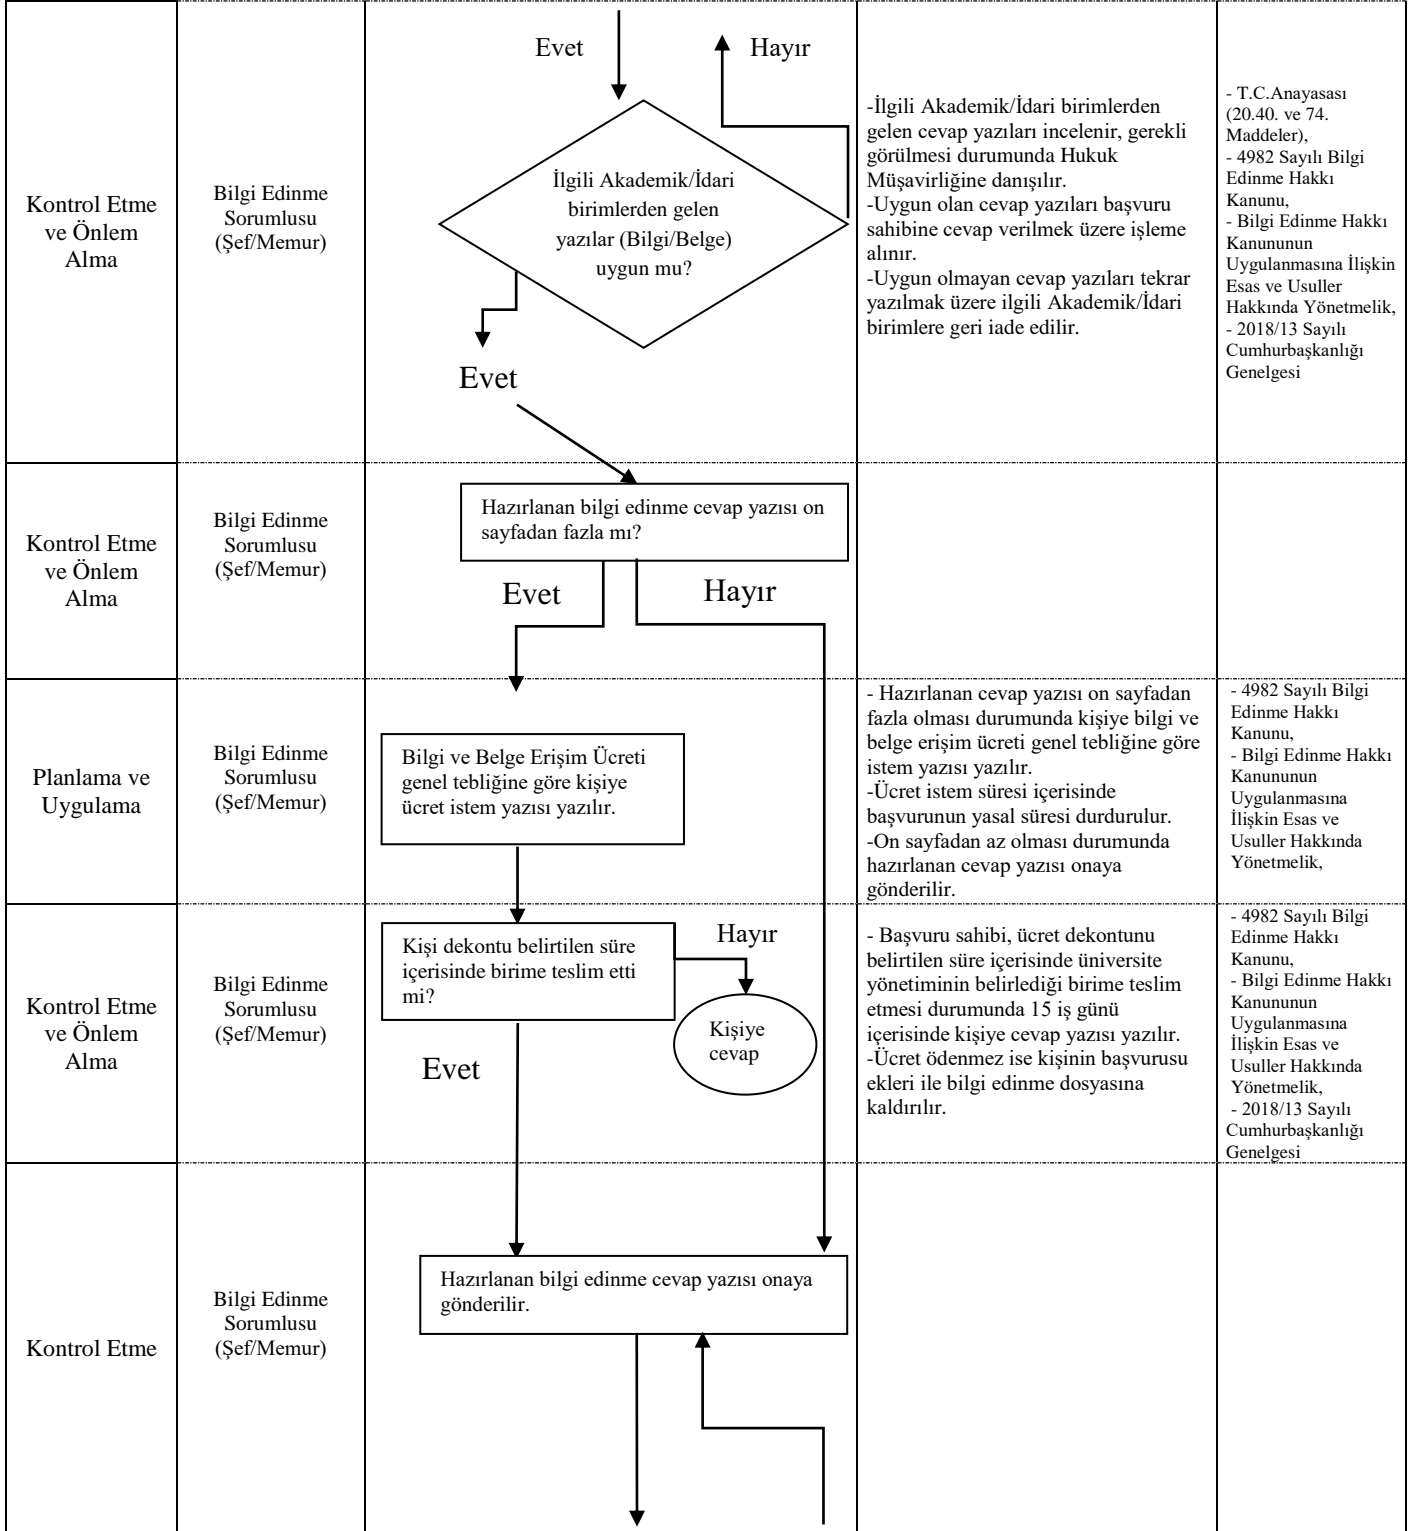 Evet
Hayır
Kontrol Etme
ve Önlem
Alma
Bilgi Edinme
Sorumlusu
(Şef/Memur)
İlgili Akademik/İdari
birimlerden gelen
yazılar (Bilgi/Belge)
uygun mu?
Evet
-İlgili Akademik/İdari birimlerden
gelen cevap yazıları incelenir, gerekli
görülmesi durumunda Hukuk
Müşavirliğine danışılır.
-Uygun olan cevap yazıları başvuru
sahibine cevap verilmek üzere işleme
alınır.
-Uygun olmayan cevap yazıları tekrar
yazılmak üzere ilgili Akademik/İdari
birimlere geri iade edilir.
- T.C.Anayasası
(20.40. ve 74.
Maddeler),
- 4982 Sayılı Bilgi
Edinme Hakkı
Kanunu,
- Bilgi Edinme Hakkı
Kanununun
Uygulanmasına İlişkin
Esas ve Usuller
Hakkında Yönetmelik,
- 2018/13 Sayılı
Cumhurbaşkanlığı
Genelgesi
Kontrol Etme
ve Önlem
Alma
Bilgi Edinme
Sorumlusu
(Şef/Memur)
Hazırlanan bilgi edinme cevap yazısı on
sayfadan fazla mı?
Evet
Hayır
Planlama ve
Uygulama
Bilgi Edinme
Sorumlusu
(Şef/Memur)
Bilgi ve Belge Erişim Ücreti
genel tebliğine göre kişiye
ücret istem yazısı yazılır.
- Hazırlanan cevap yazısı on sayfadan
fazla olması durumunda kişiye bilgi ve
belge erişim ücreti genel tebliğine göre
istem yazısı yazılır.
-Ücret istem süresi içerisinde
başvurunun yasal süresi durdurulur.
-On sayfadan az olması durumunda
hazırlanan cevap yazısı onaya
gönderilir.
- 4982 Sayılı Bilgi
Edinme Hakkı
Kanunu,
- Bilgi Edinme Hakkı
Kanununun
Uygulanmasına
İlişkin Esas ve
Usuller Hakkında
Yönetmelik,
Kontrol Etme
ve Önlem
Alma
Bilgi Edinme
Sorumlusu
(Şef/Memur)
Kişi dekontu belirtilen süre
içerisinde birime teslim etti
mi?
Hayır
Kişiye
cevap
Evet
- Başvuru sahibi, ücret dekontunu
belirtilen süre içerisinde üniversite
yönetiminin belirlediği birime teslim
etmesi durumunda 15 iş günü
içerisinde kişiye cevap yazısı yazılır.
-Ücret ödenmez ise kişinin başvurusu
ekleri ile bilgi edinme dosyasına
kaldırılır.
- 4982 Sayılı Bilgi
Edinme Hakkı
Kanunu,
- Bilgi Edinme Hakkı
Kanununun
Uygulanmasına
İlişkin Esas ve
Usuller Hakkında
Yönetmelik,
- 2018/13 Sayılı
Cumhurbaşkanlığı
Genelgesi
Kontrol Etme
Bilgi Edinme
Sorumlusu
(Şef/Memur)
Hazırlanan bilgi edinme cevap yazısı onaya
gönderilir.